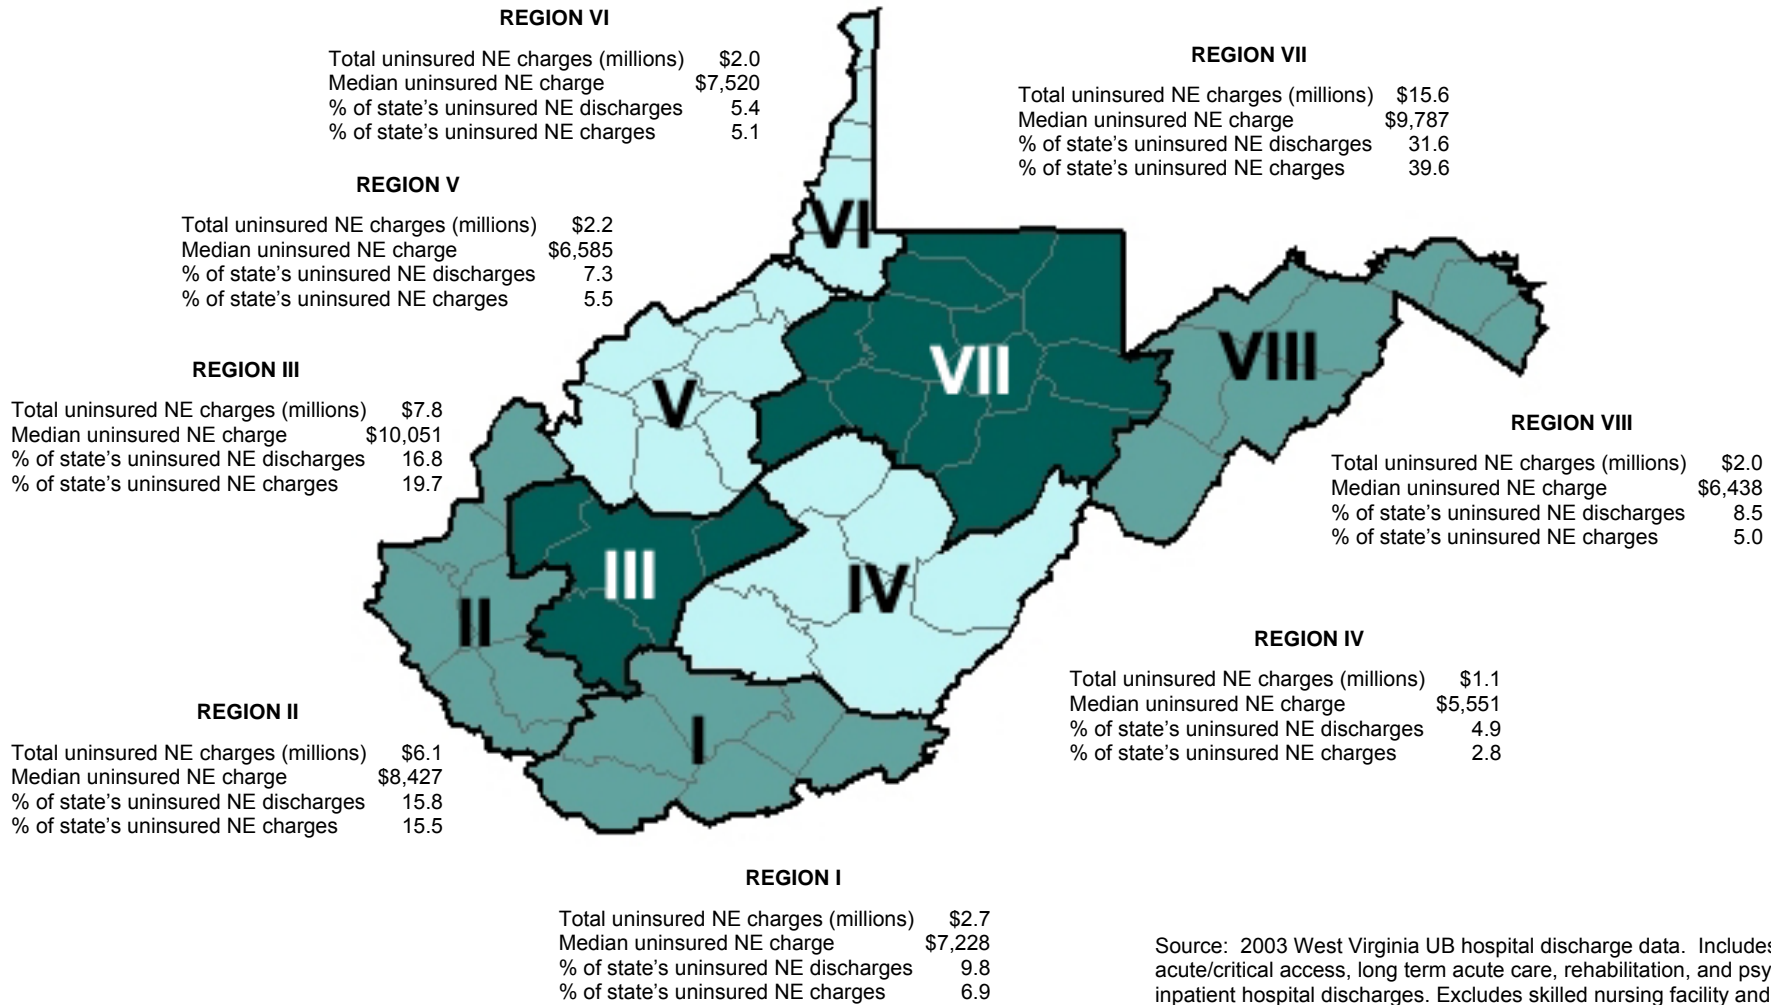 REGION VI
Total uninsured NE charges (millions) $2.0
Median uninsured NE charge $7,520
% of state’s uninsured NE discharges 5.4
% of state’s uninsured NE charges 5.1
REGION VII
Total uninsured NE charges (millions) $15.6
Median uninsured NE charge $9,787
% of state’s uninsured NE discharges 31.6
% of state’s uninsured NE charges 39.6
REGION V
Total uninsured NE charges (millions) $2.2
Median uninsured NE charge $6,585
% of state’s uninsured NE discharges 7.3
% of state’s uninsured NE charges 5.5
REGION III
Total uninsured NE charges (millions) $7.8
Median uninsured NE charge $10,051
% of state’s uninsured NE discharges 16.8
% of state’s uninsured NE charges 19.7
REGION VIII
Total uninsured NE charges (millions) $2.0
Median uninsured NE charge $6,438
% of state’s uninsured NE discharges 8.5
% of state’s uninsured NE charges 5.0
REGION IV
Total uninsured NE charges (millions) $1.1
Median uninsured NE charge $5,551
% of state’s uninsured NE discharges 4.9
% of state’s uninsured NE charges 2.8
REGION II
Total uninsured NE charges (millions) $6.1
Median uninsured NE charge $8,427
% of state’s uninsured NE discharges 15.8
% of state’s uninsured NE charges 15.5
REGION I
Total uninsured NE charges (millions) $2.7
Median uninsured NE charge $7,228
% of state’s uninsured NE discharges 9.8
% of state’s uninsured NE charges 6.9
VI
VII
VIII
V
III
IV
II
I
Source: 2003 West Virginia UB hospital discharge data. Includes
acute/critical access, long term acute care, rehabilitation, and psy
inpatient hospital discharges. Excludes skilled nursing facility and